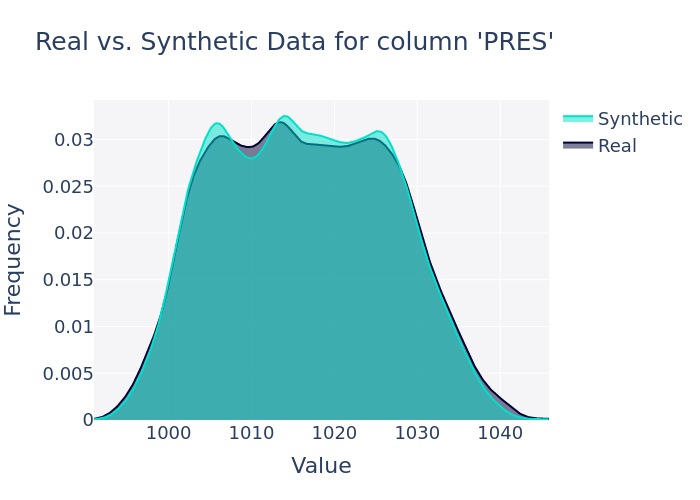 Real vs. Synthetic Data for column 'PRES'
Synthetic
Real
Frequency
0.03
0.025
0.02
0.015
0.01
0.005
0
1000
1010
1020
1030
1040
Value